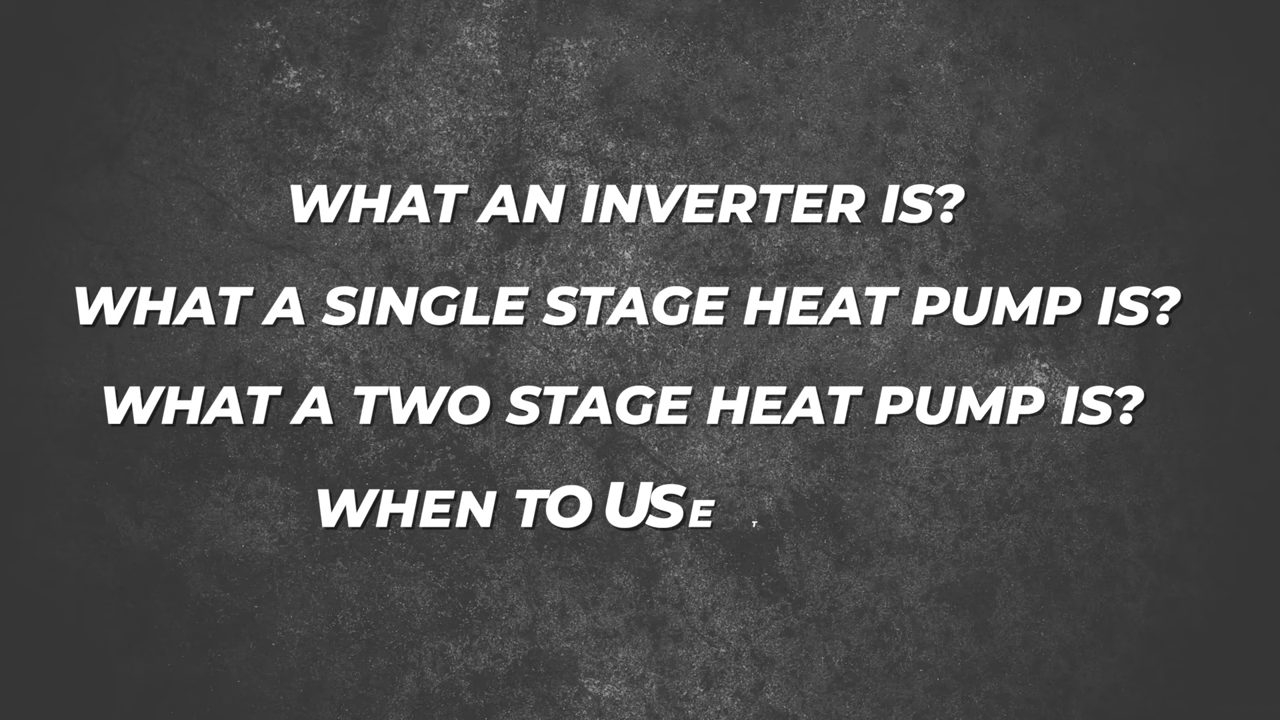 WHAT AN INVERTER IS?
WHAT A SINGLE STAGE HEAT PUMP IS?
WHAT A TWO STAGE HEAT PUMP IS?
WHEN TO USE T